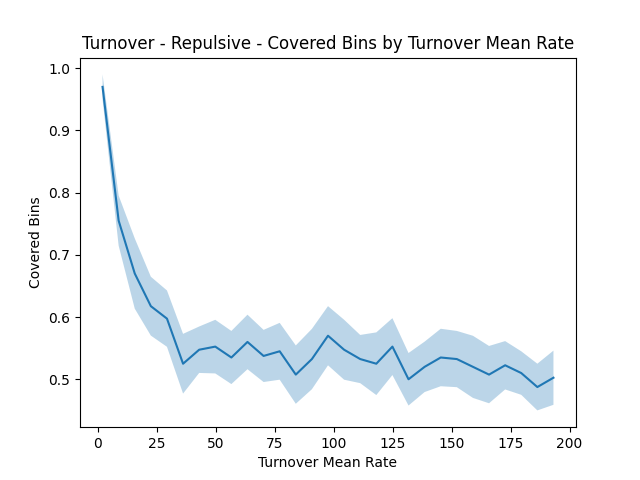 Turnover - Repulsive - Covered Bins by Turnover Mean Rate
1.0
0.9
0.8
0.7
0.6
0.5
Covered Bins
0 25 50 75 100 125 150 175 200
Turnover Mean Rate